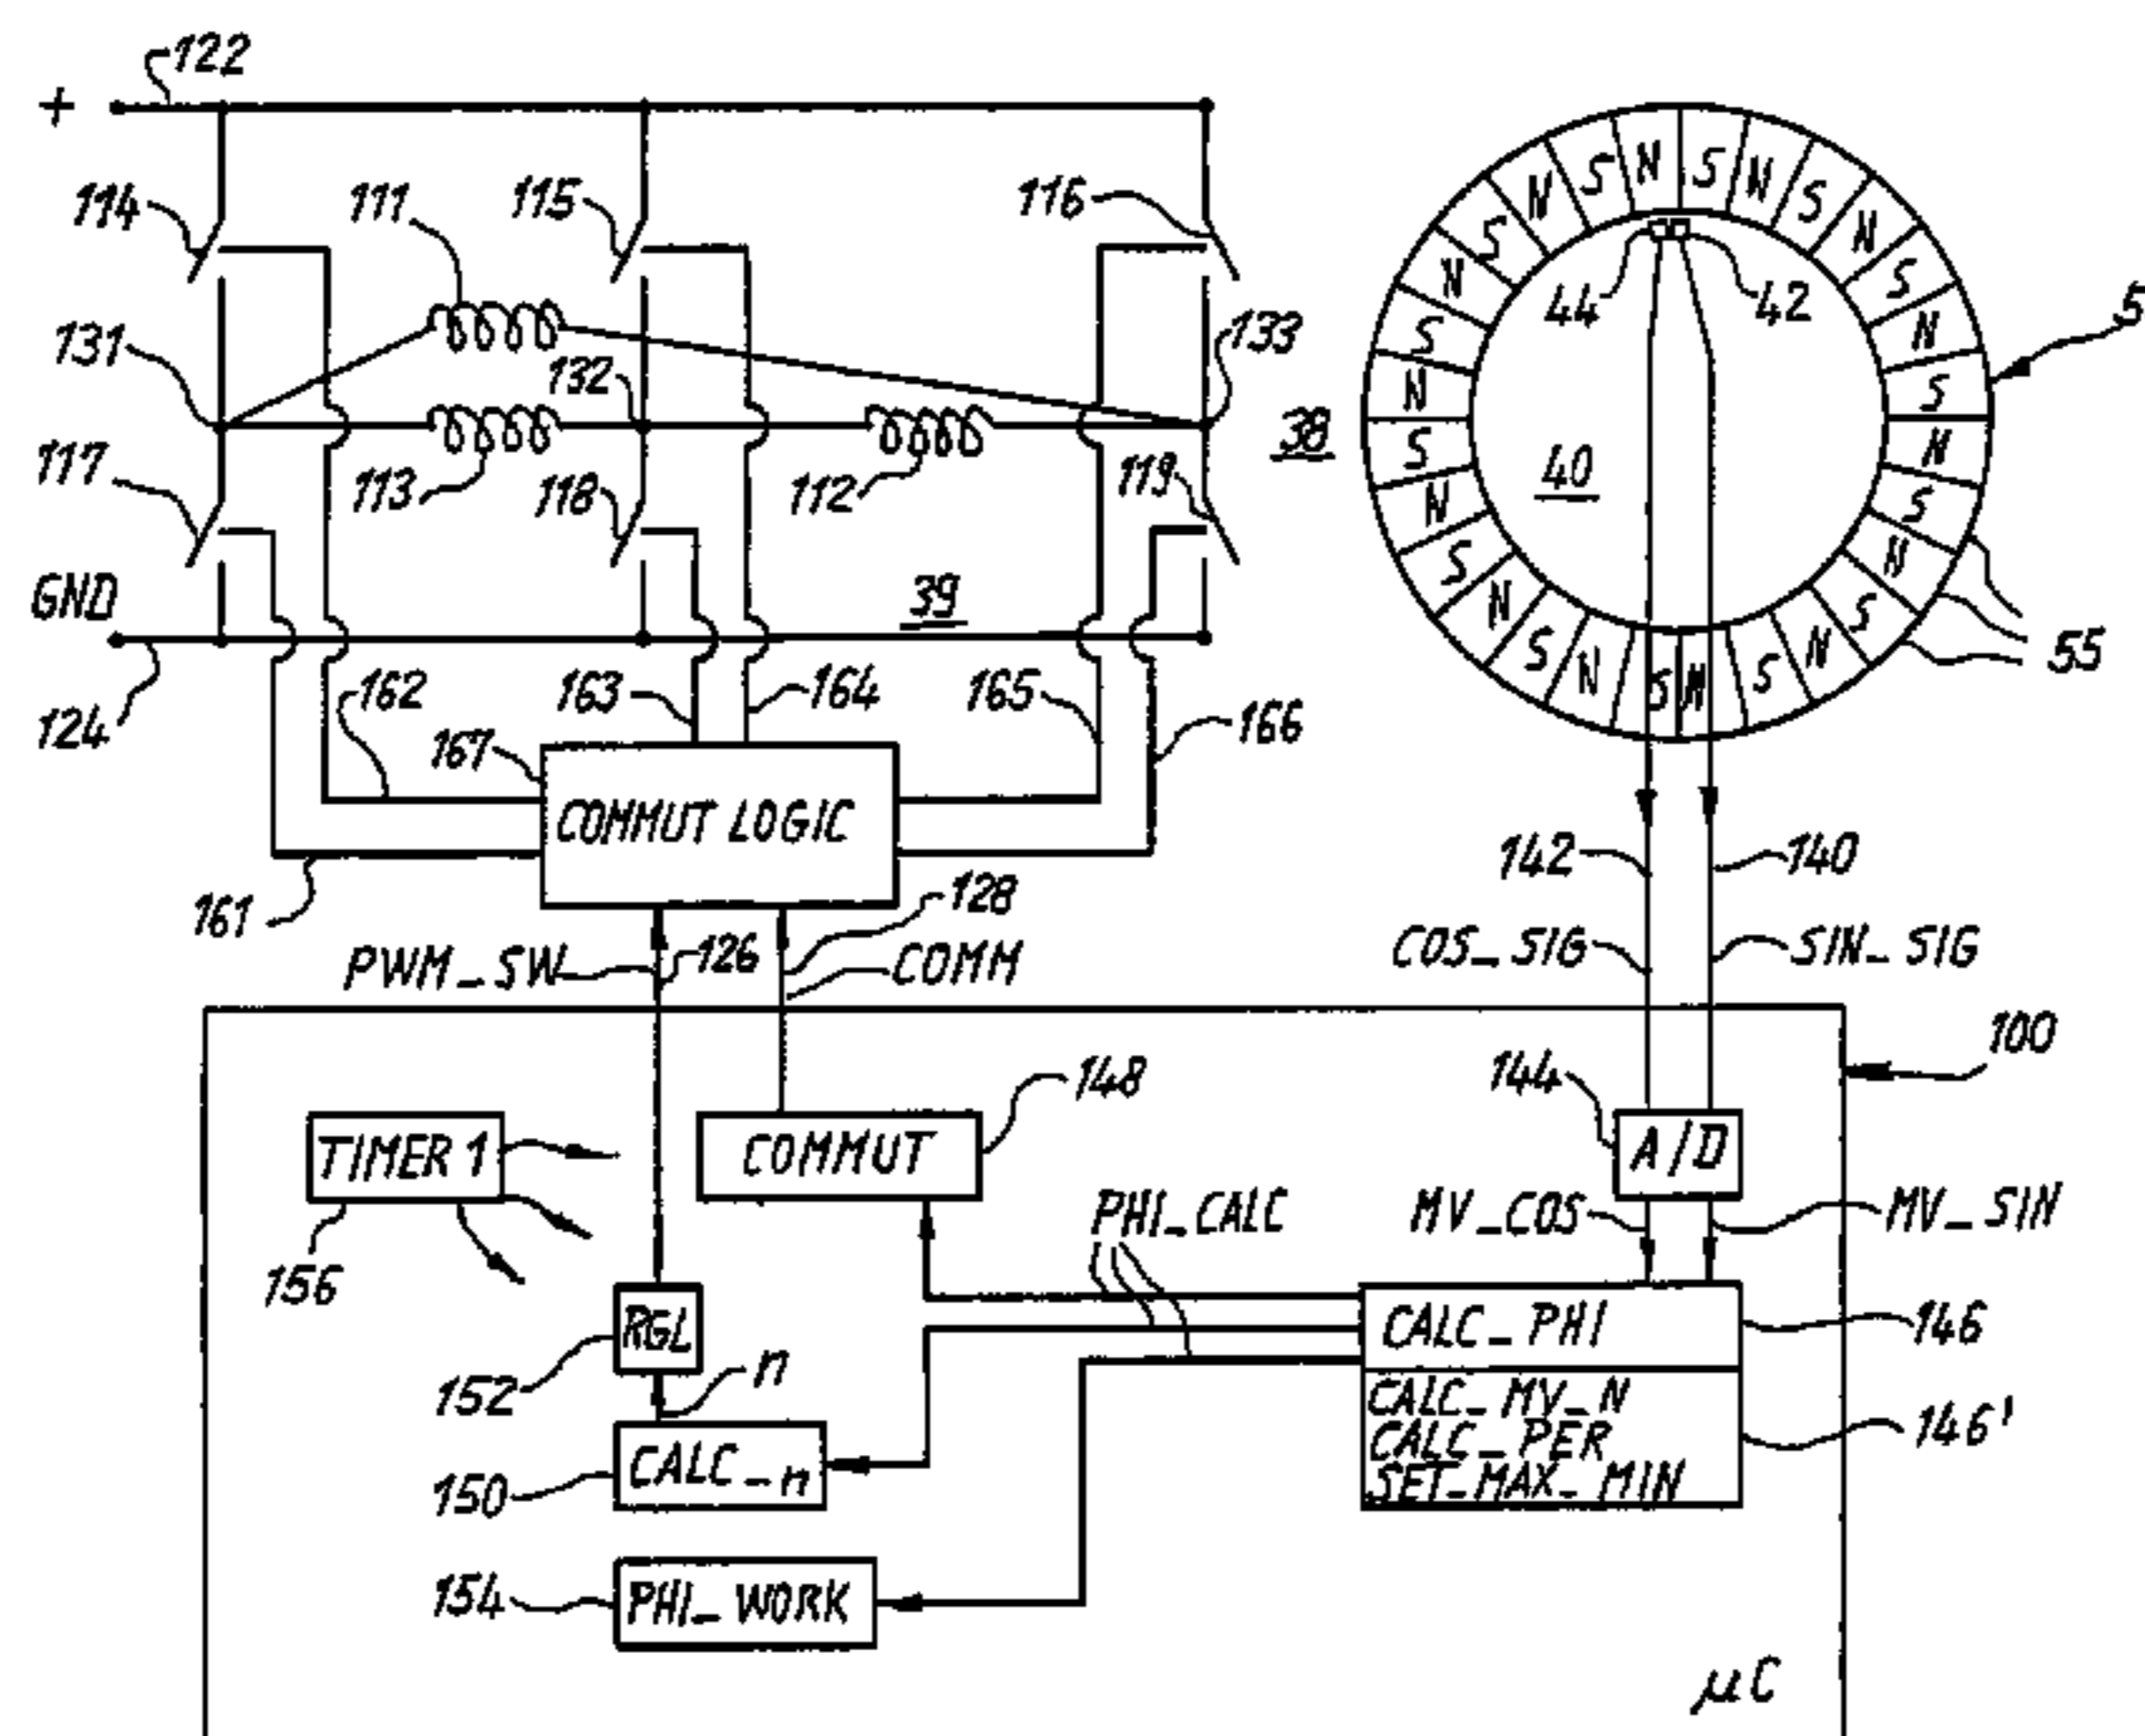 122
+
114
111
115
116
N S N S N S N S N S N S N S N S N S N S N S N S N S N S
44
42
5
131
132
133
38
40
117
113
118
112
119
GND
39
55
124
162
163
164
165
166
167
COMMUT LOGIC
142
140
161
128
PWM_SW
126
COMM
COS_SIG
SIN_SIG
100
148
144
TIMER 1
COMMUT
A/D
PHI_CALC
MV_COS
MV_SIN
156
RGL
CALC_PHI
146
152
n
CALC_MV_N
CALC_PER
SET_MAX_MIN
146'
150
CALC_n
154
PHI_WORK
µC